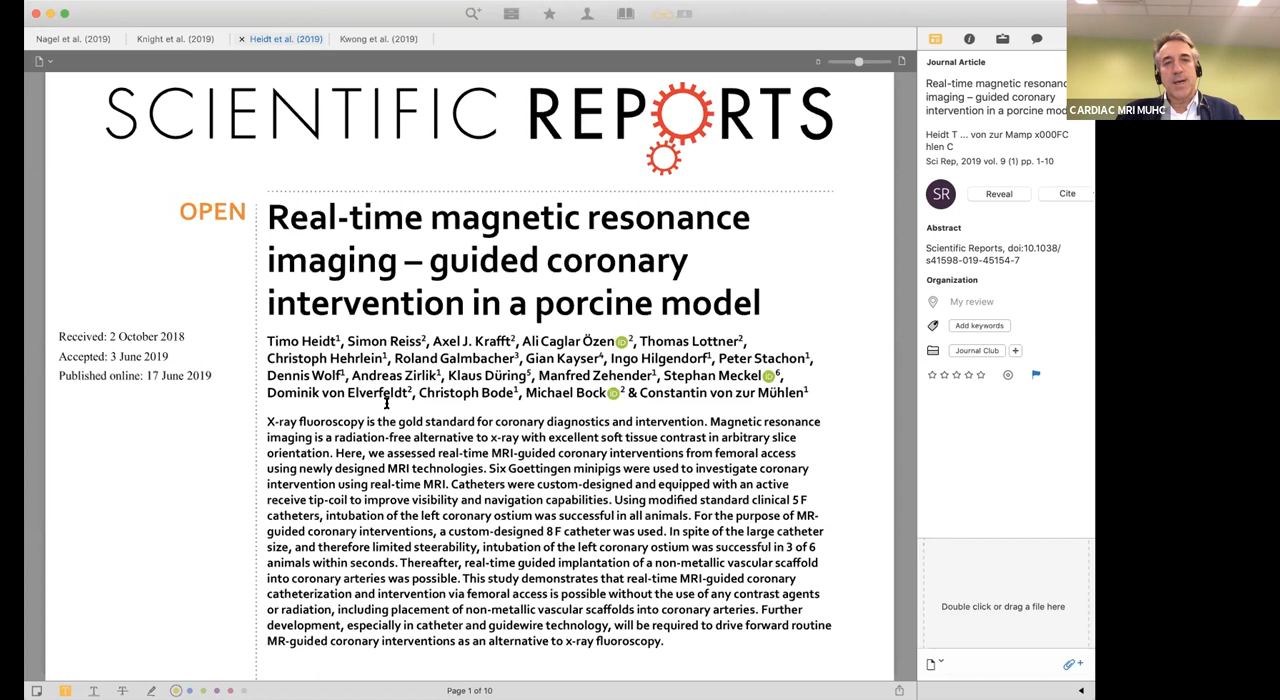 Nagel et al. (2019)
Knight et al. (2019)
× Heidt et al. (2019)
Kwong et al. (2019)
SCIENTIFIC REPORTS
OPEN
Real-time magnetic resonance
imaging – guided coronary
intervention in a porcine model
Received: 2 October 2018
Accepted: 3 June 2019
Published online: 17 June 2019
Timo Heidt1, Simon Reiss2, Axel J. Krafft2, Ali Caglar Özen iD 2, Thomas Lottner2,
Christoph Hehrlein1, Roland Galmbacher3, Gian Kayser4, Ingo Hilgendorf1, Peter Stachon1,
Dennis Wolf1, Andreas Zirlik1, Klaus Düring5, Manfred Zehender1, Stephan Meckel iD 6,
Dominik von Elverfeldt2, Christoph Bode1, Michael Bock iD 2 & Constantin von zur Mühlen1
X-ray fluoroscopy is the gold standard for coronary diagnostics and intervention. Magnetic resonance
imaging is a radiation-free alternative to x-ray with excellent soft tissue contrast in arbitrary slice
orientation. Here, we assessed real-time MRI-guided coronary interventions from femoral access
using newly designed MRI technologies. Six Goettingen minipigs were used to investigate coronary
intervention using real-time MRI. Catheters were custom-designed and equipped with an active
receive tip-coil to improve visibility and navigation capabilities. Using modified standard clinical 5 F
catheters, intubation of the left coronary ostium was successful in all animals. For the purpose of MR-
guided coronary interventions, a custom-designed 8 F catheter was used. In spite of the large catheter
size, and therefore limited steerability, intubation of the left coronary ostium was successful in 3 of 6
animals within seconds. Thereafter, real-time guided implantation of a non-metallic vascular scaffold
into coronary arteries was possible. This study demonstrates that real-time MRI-guided coronary
catheterization and intervention via femoral access is possible without the use of any contrast agents
or radiation, including placement of non-metallic vascular scaffolds into coronary arteries. Further
development, especially in catheter and guidewire technology, will be required to drive forward routine
MR-guided coronary interventions as an alternative to x-ray fluoroscopy.
Page 1 of 10
Journal Article
Real-time magnetic resonanc
imaging – guided coronary
intervention in a porcine mod
Heidt T ... von zur Mamp x000FC
hlen C
Sci Rep, 2019 vol. 9 (1) pp. 1-10
SR
Reveal
Cite
Abstract
Scientific Reports, doi:10.1038/
s41598-019-45154-7
Organization
My review
Add keywords
Journal Club
Double click or drag a file here
CARDIAC MRI MUHC